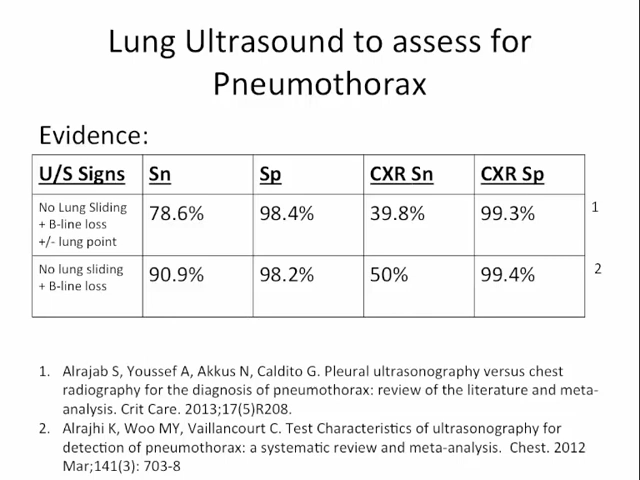 Lung Ultrasound to assess for
Pneumothorax
Evidence:
U/S Signs Sn Sp CXR Sn CXR Sp
No Lung Sliding
+ B-line loss
+/- lung point
78.6% 98.4% 39.8% 99.3% 1
No lung sliding
+ B-line loss
90.9% 98.2% 50% 99.4% 2
1. Alrajab S, Youssef A, Akkus N, Caldito G. Pleural ultrasonography versus chest
radiography for the diagnosis of pneumothorax: review of the literature and meta-
analysis. Crit Care. 2013;17(5)R208.
2. Alrajhi K, Woo MY, Vaillancourt C. Test Characteristics of ultrasonography for
detection of pneumothorax: a systematic review and meta-analysis. Chest. 2012
Mar;141(3): 703-8